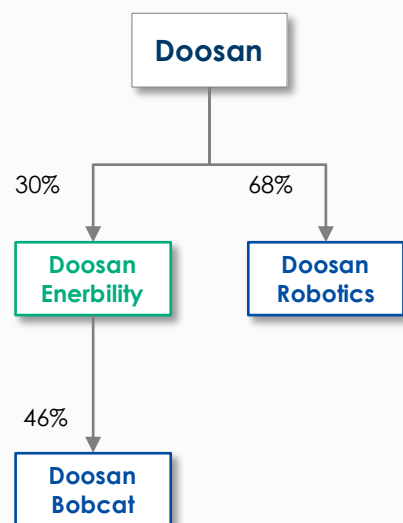 Doosan
30%
68%
Doosan
Enerbility
Doosan
Robotics
46%
Doosan
Bobcat